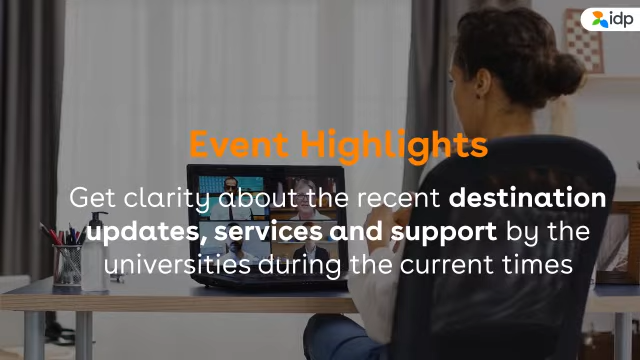 idp
Event Highlights
Get clarity about the recent destination
updates, services and support by the
universities during the current times